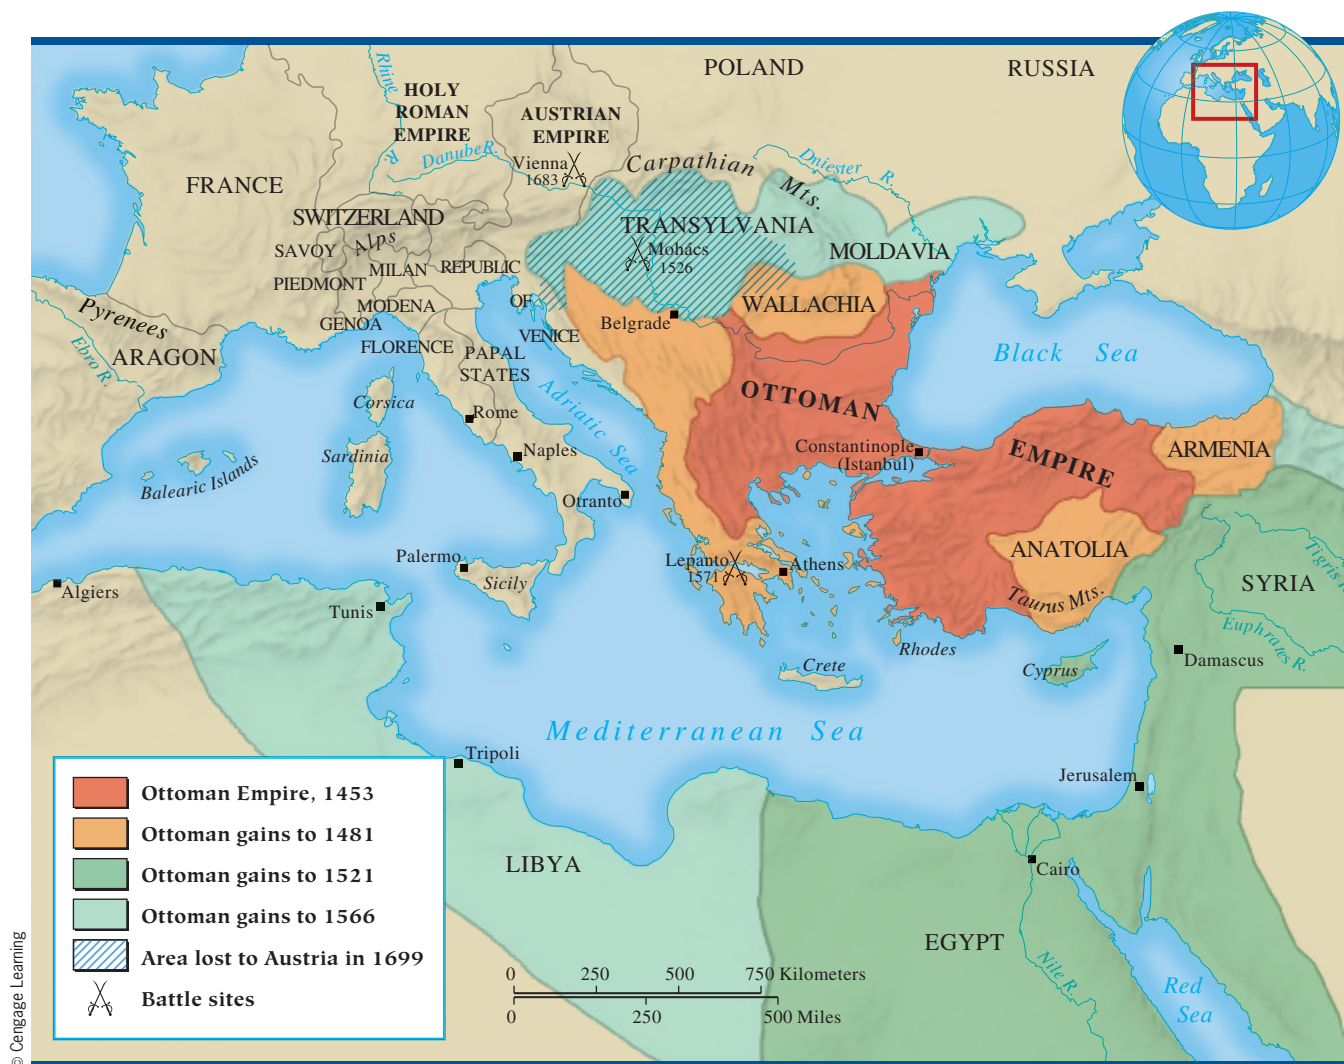 POLAND
RUSSIA
Rhine
R.
HOLY
ROMAN
EMPIRE
AUSTRIAN
EMPIRE
Danube R.
Vienna
1683
Carpathian
Mts.
Dniester R.
FRANCE
SWITZERLAND
Alps
SAVOY
PIEDMONT
MILAN
REPUBLIC
OF
VENICE
MODENA
GENOA
FLORENCE
PAPAL
STATES
TRANSYLVANIA
Mohács
1526
MOLDAVIA
WALLACHIA
Belgrade
Pyrenees
Ebro R.
ARAGON
Corsica
Rome
Adriatic Sea
Naples
Sardinia
Balearic Islands
Otranto
OTTOMAN
EMPIRE
Black Sea
Constantinople
(Istanbul)
ARMENIA
ANATOLIA
Taurus Mts.
Lepanto
1571
Athens
Palermo
Sicily
Algiers
Tunis
Rhodes
Crete
Cyprus
SYRIA
Tigris
Euphrates R.
Damascus
Mediterranean Sea
Tripoli
Jerusalem
LIBYA
Cairo
EGYPT
Nile R.
Red
Sea
Ottoman Empire, 1453
Ottoman gains to 1481
Ottoman gains to 1521
Ottoman gains to 1566
Area lost to Austria in 1699
Battle sites
0 250 500 750 Kilometers
0 250 500 Miles
© Cengage Learning